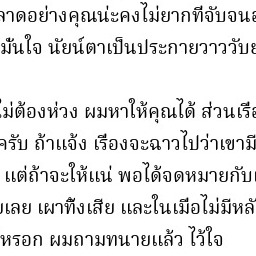 ลาดอย่างคุณน่ะคงไม่ยากที่จับจน
มั่นใจ นัยน์ตาเป็นประกายวาววับ
ไม่ต้องห่วง ผมหาให้คุณได้ ส่วนเรื่
ครับ ถ้าแจ้ง เรื่องจะฉาวไปว่าเขามี
แต่ถ้าจะให้แน่ พอได้จดหมายกับ
เลย เผาทิ้งเสีย และในเมื่อไม่มีหลั
หรอก ผมถามทนายแล้ว ไว้ใจ